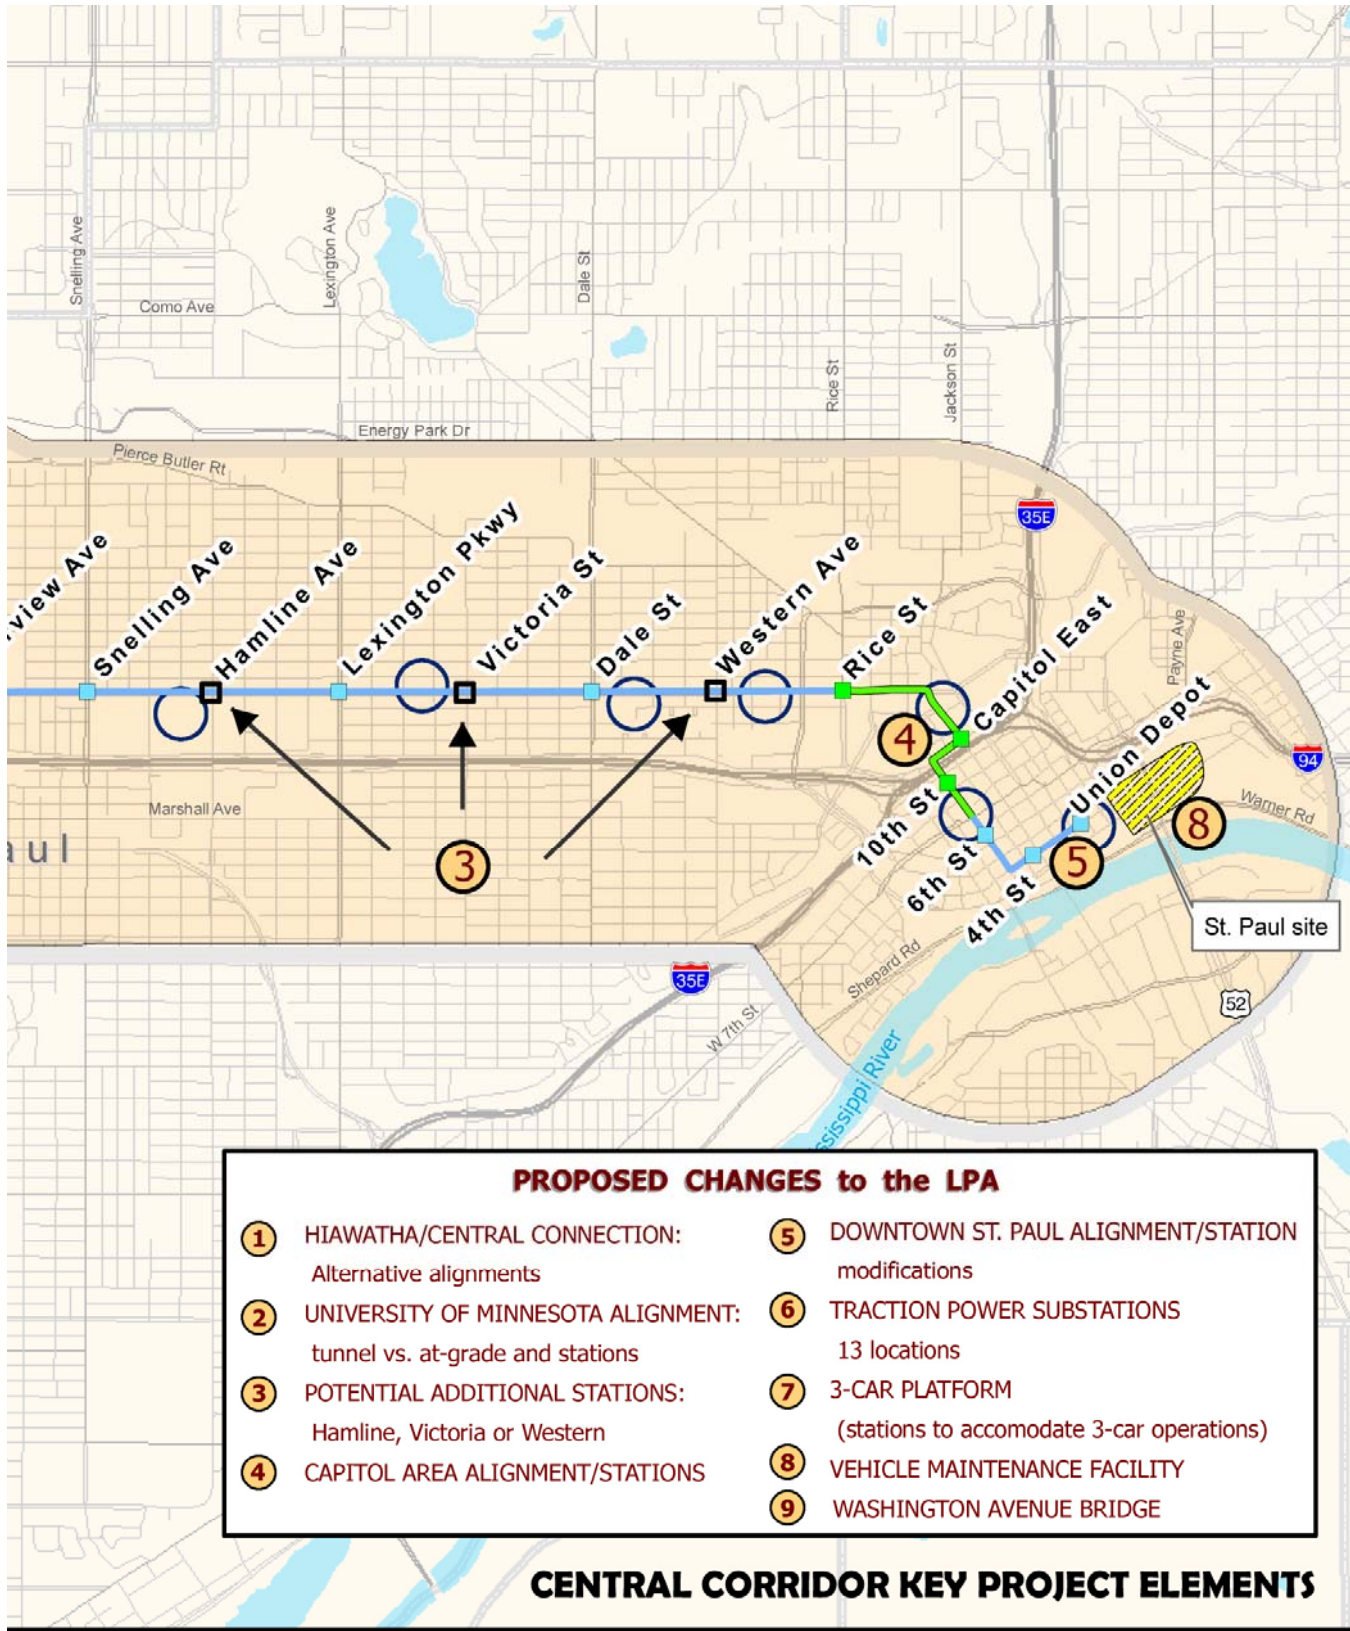 Snelling Ave
Lexington Ave
Dale St
Como Ave
Rice St
Jackson St
Energy Park Dr
Pierce Butler Rt
35E
Snelling Ave
Hamline Ave
Lexington Pkwy
Victoria St
Dale St
Western Ave
Rice St
Capitol East
Payne Ave
Union Depot
4
94
Marshall Ave
10th St
Warner Rd
8
3
5
6th St
4th St
St. Paul site
Shepard Rd
35E
52
W 7th St
PROPOSED CHANGES to the LPA
1 HIAWATHA/CENTRAL CONNECTION:
Alternative alignments
2 UNIVERSITY OF MINNESOTA ALIGNMENT:
tunnel vs. at-grade and stations
3 POTENTIAL ADDITIONAL STATIONS:
Hamline, Victoria or Western
4 CAPITOL AREA ALIGNMENT/STATIONS
5 DOWNTOWN ST. PAUL ALIGNMENT/STATION
modifications
6 TRACTION POWER SUBSTATIONS
13 locations
7 3-CAR PLATFORM
(stations to accomodate 3-car operations)
8 VEHICLE MAINTENANCE FACILITY
9 WASHINGTON AVENUE BRIDGE
CENTRAL CORRIDOR KEY PROJECT ELEMENTS